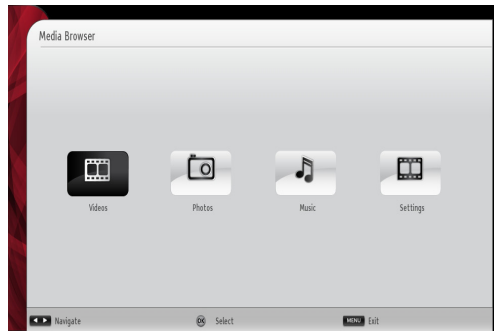 Media Browser
Videos Photos Music Settings
Navigate OK Select MENU Exit